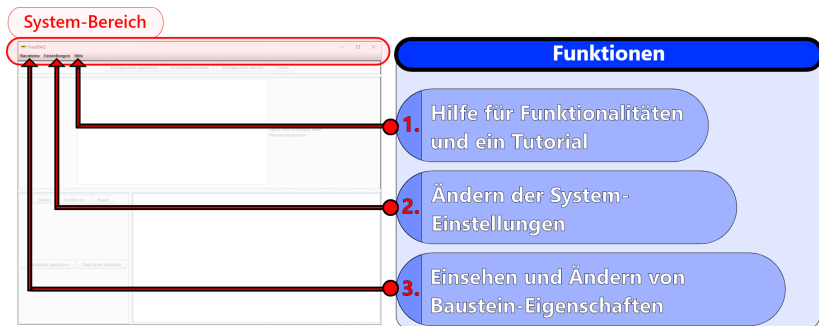 System-Bereich
EasyDAQ
Bausteine Einstellungen Hilfe
Funktionen
1. Hilfe für Funktionalitäten
und ein Tutorial
2. Ändern der System-
Einstellungen
3. Einsehen und Ändern von
Baustein-Eigenschaften